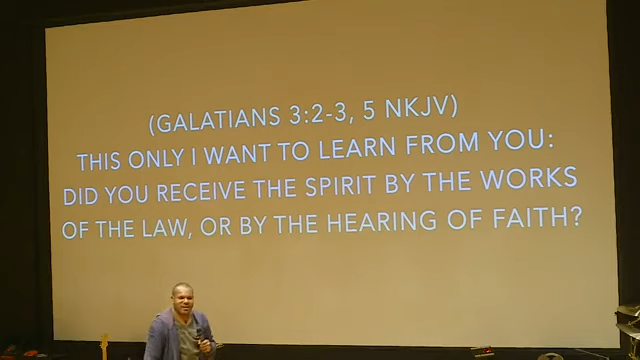 (GALATIANS 3:2-3, 5 NKJV)
THIS ONLY I WANT TO LEARN FROM YOU:
DID YOU RECEIVE THE SPIRIT BY THE WORKS
OF THE LAW, OR BY THE HEARING OF FAITH?